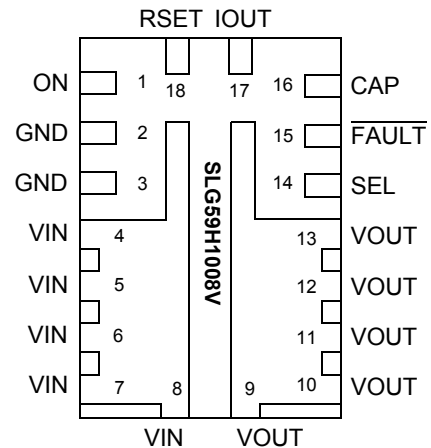 RSET IOUT
ON 1 18 17 16 CAP
GND 2 15 FAULT
GND 3 14 SEL
SLG59H1008V
VIN 4 13 VOUT
VIN 5 12 VOUT
VIN 6 11 VOUT
VIN 7 8 9 10 VOUT
VIN VOUT